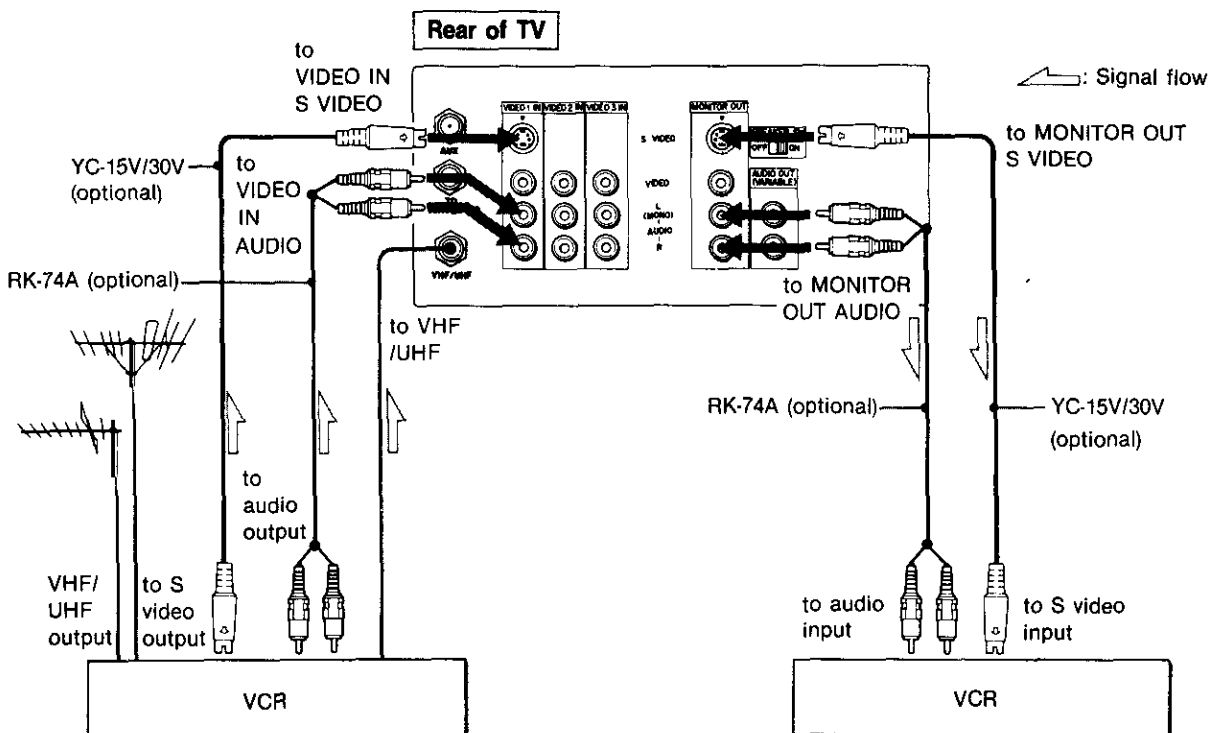 Rear of TV
to
VIDEO IN
S VIDEO
: Signal flow
VIDEO 1 IN
VIDEO 2 IN
VIDEO 3 IN
MONITOR OUT
AUX
S VIDEO
OFF
ON
to MONITOR OUT
S VIDEO
YC-15V/30V
(optional)
to
VIDEO
IN
AUDIO
VIDEO
AUDIO OUT
(VARIABLE)
TO
L
(MONO)
AUDIO
R
VHF/UHF
RK-74A (optional)
to MONITOR
OUT AUDIO
to VHF
/UHF
RK-74A (optional)
YC-15V/30V
(optional)
to
audio
output
VHF/
UHF
output
to S
video
output
to audio
input
to S video
input
VCR
VCR